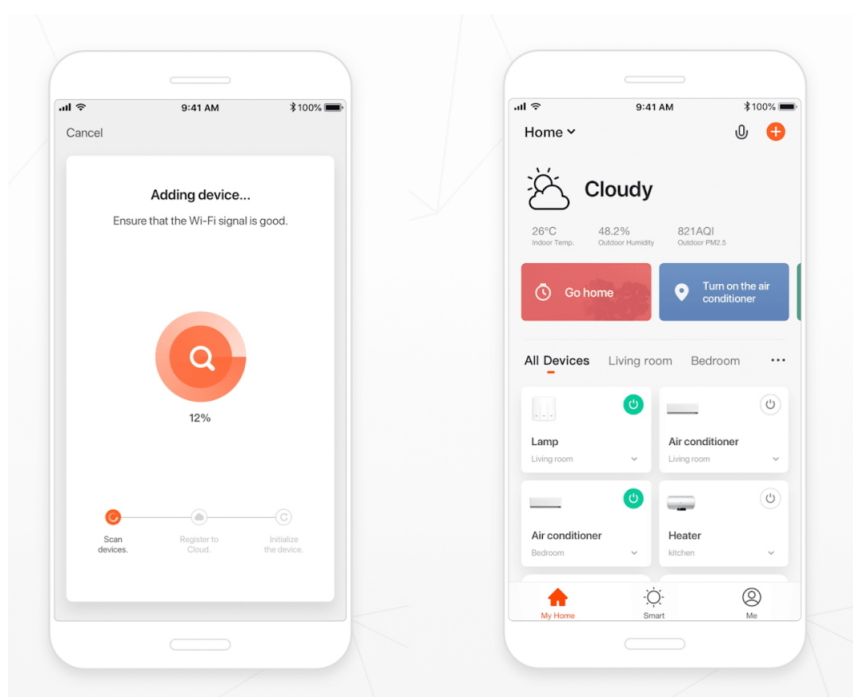 9:41 AM
100%
Cancel
Adding device...
Ensure that the Wi-Fi signal is good.
12%
Scan
devices.
Register to
Cloud.
Initialize
the device.
9:41 AM
100%
Home
Cloudy
26°C
Indoor Temp.
48.2%
Outdoor Humidity
821AQI
Outdoor PM2.5
Go home
Turn on the air
conditioner
All Devices
Living room
Bedroom
Lamp
Living room
Air conditioner
Living room
Air conditioner
Bedroom
Heater
kitchen
My Home
Smart
Me